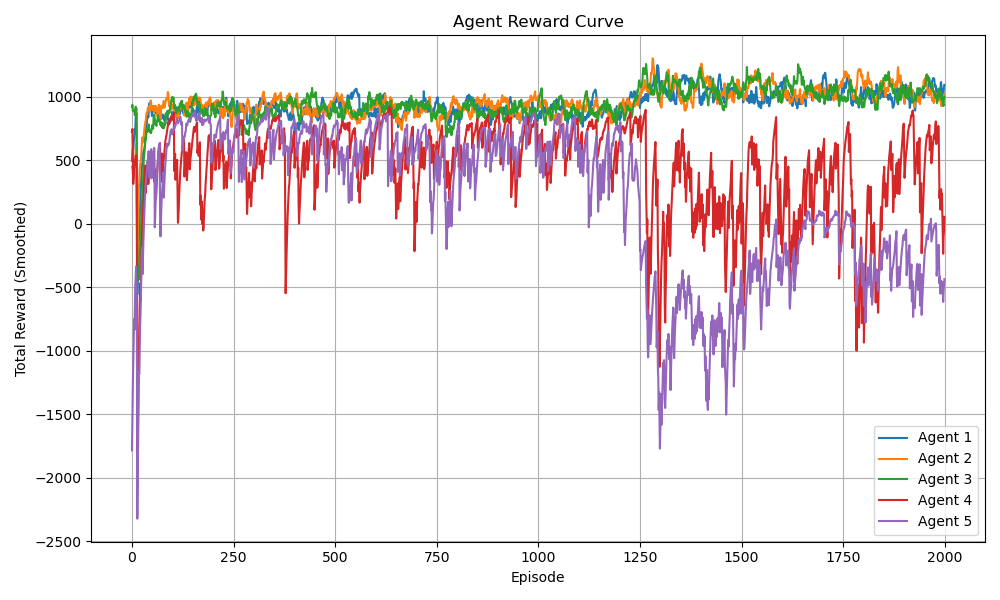 Agent Reward Curve
Total Reward (Smoothed)
1000
500
0
−500
−1000
−1500
−2000
−2500
0 250 500 750 1000 1250 1500 1750 2000
Episode
Agent 1
Agent 2
Agent 3
Agent 4
Agent 5